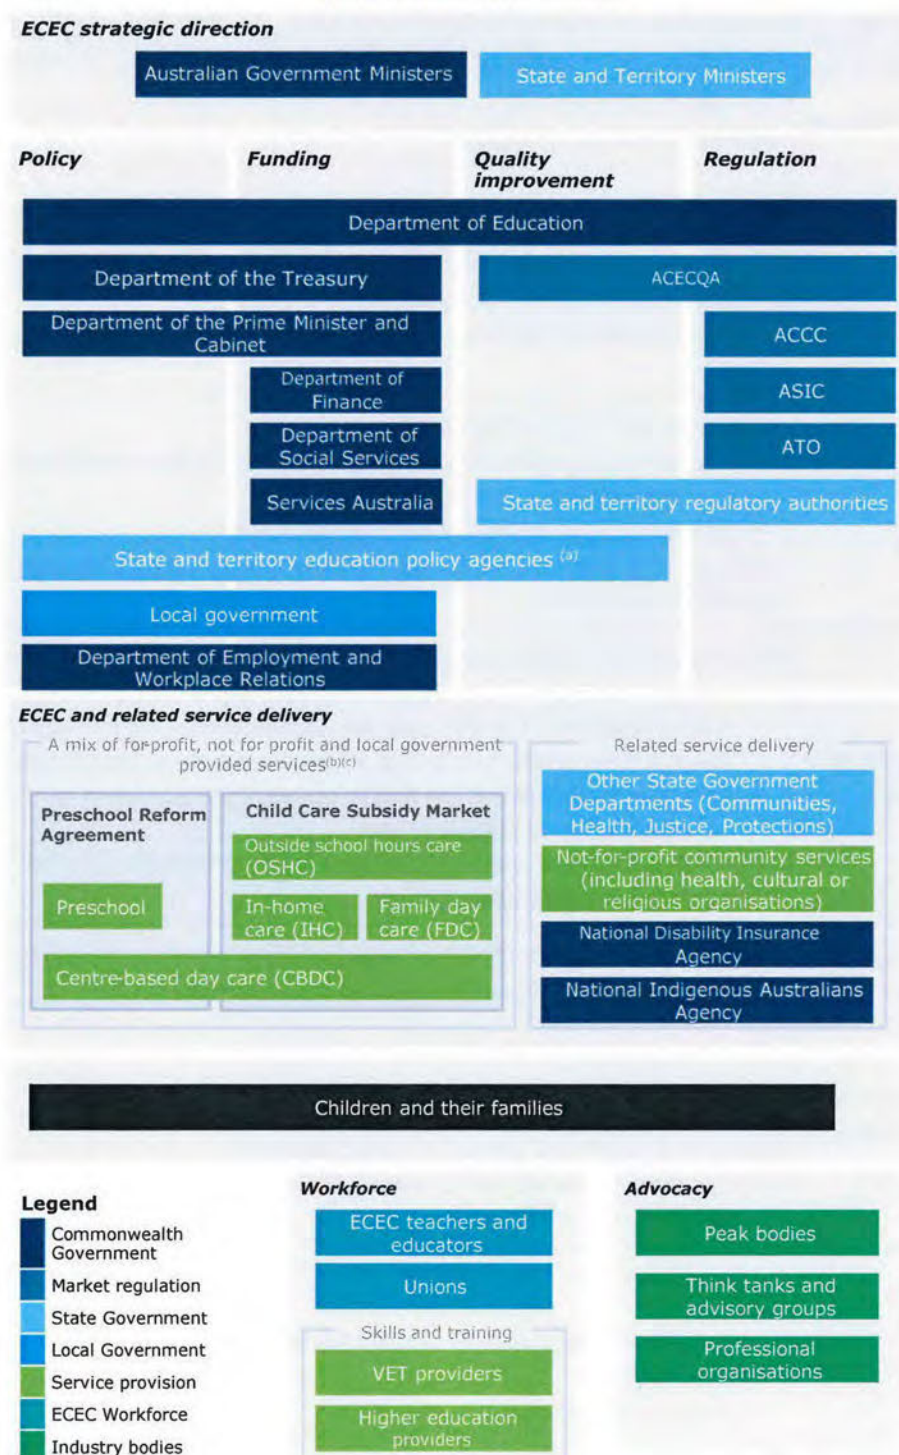 ECEC strategic direction
Australian Government Ministers
State and Territory Ministers
Policy
Funding
Quality
improvement
Regulation
Department of Education
Department of the Treasury
ACECQA
Department of the Prime Minister and
Cabinet
ACCC
Department of
Finance
ASIC
Department of
Social Services
ATO
Services Australia
State and territory regulatory authorities
State and territory education policy agencies (a)
Local government
Department of Employment and
Workplace Relations
ECEC and related service delivery
A mix of for-profit, not for profit and local government
provided services(b)(c)
Preschool Reform
Agreement
Preschool
Child Care Subsidy Market
Outside school hours care
(OSHC)
In-home
care (IHC)
Family day
care (FDC)
Centre-based day care (CBDC)
Related service delivery
Other State Government
Departments (Communities,
Health, Justice, Protections)
Not-for-profit community services
(including health, cultural or
religious organisations)
National Disability Insurance
Agency
National Indigenous Australians
Agency
Children and their families
Legend
Commonwealth
Government
Market regulation
State Government
Local Government
Service provision
ECEC Workforce
Industry bodies
Workforce
ECEC teachers and
educators
Unions
Skills and training
VET providers
Higher education
providers
Advocacy
Peak bodies
Think tanks and
advisory groups
Professional
organisations